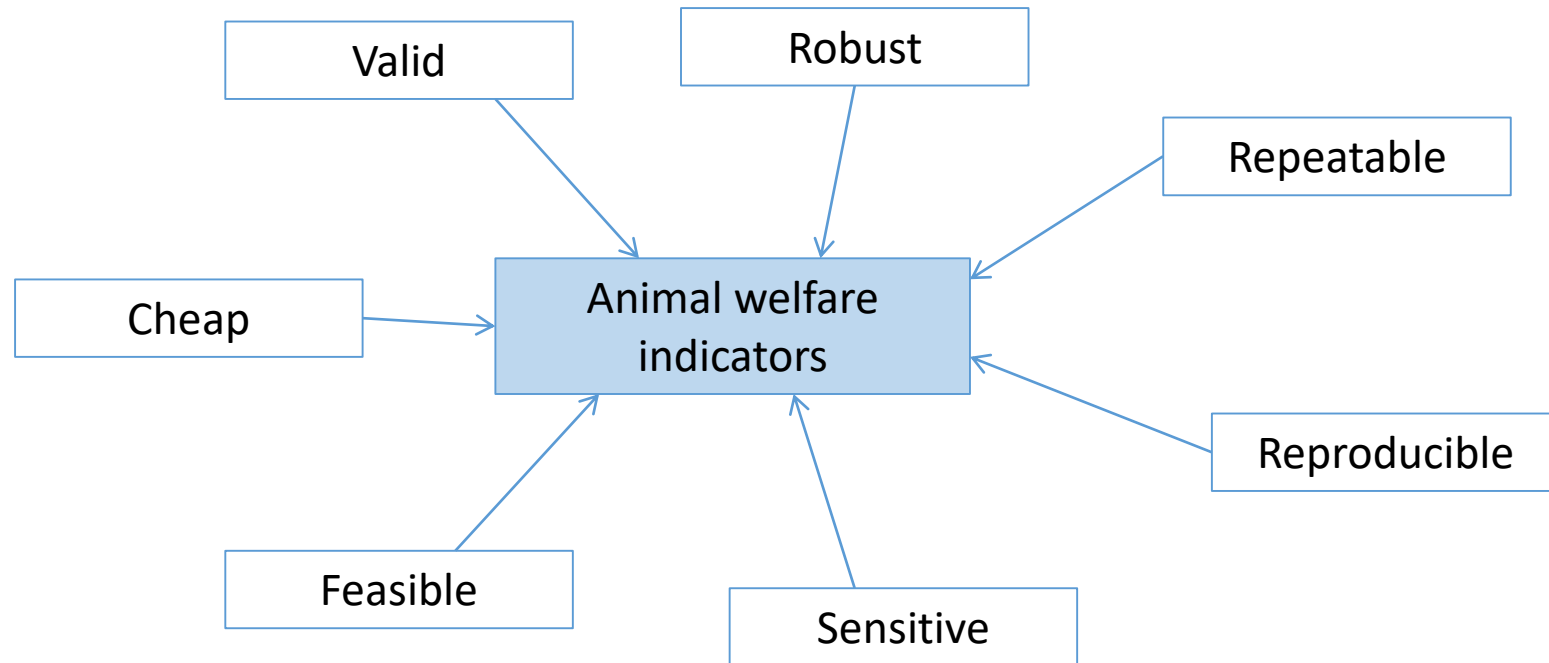 Valid
Robust
Repeatable
Cheap
Animal welfare
indicators
Reproducible
Feasible
Sensitive